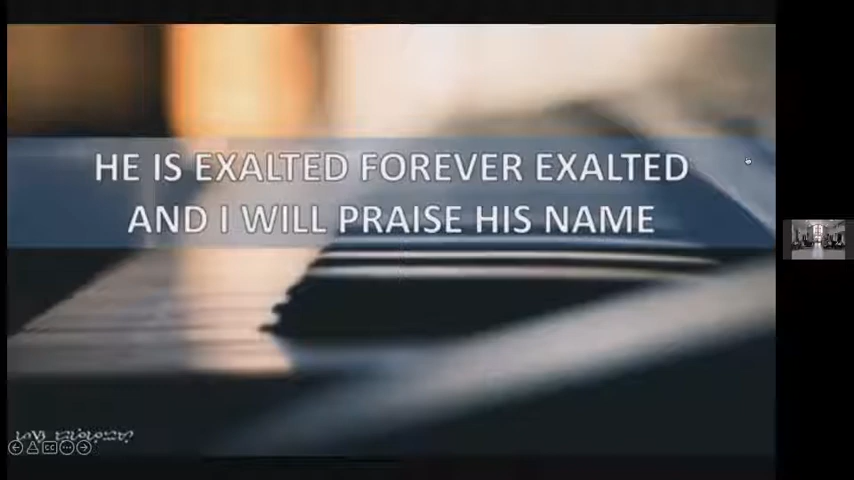 HE IS EXALTED FOREVER EXALTED
AND I WILL PRAISE HIS NAME